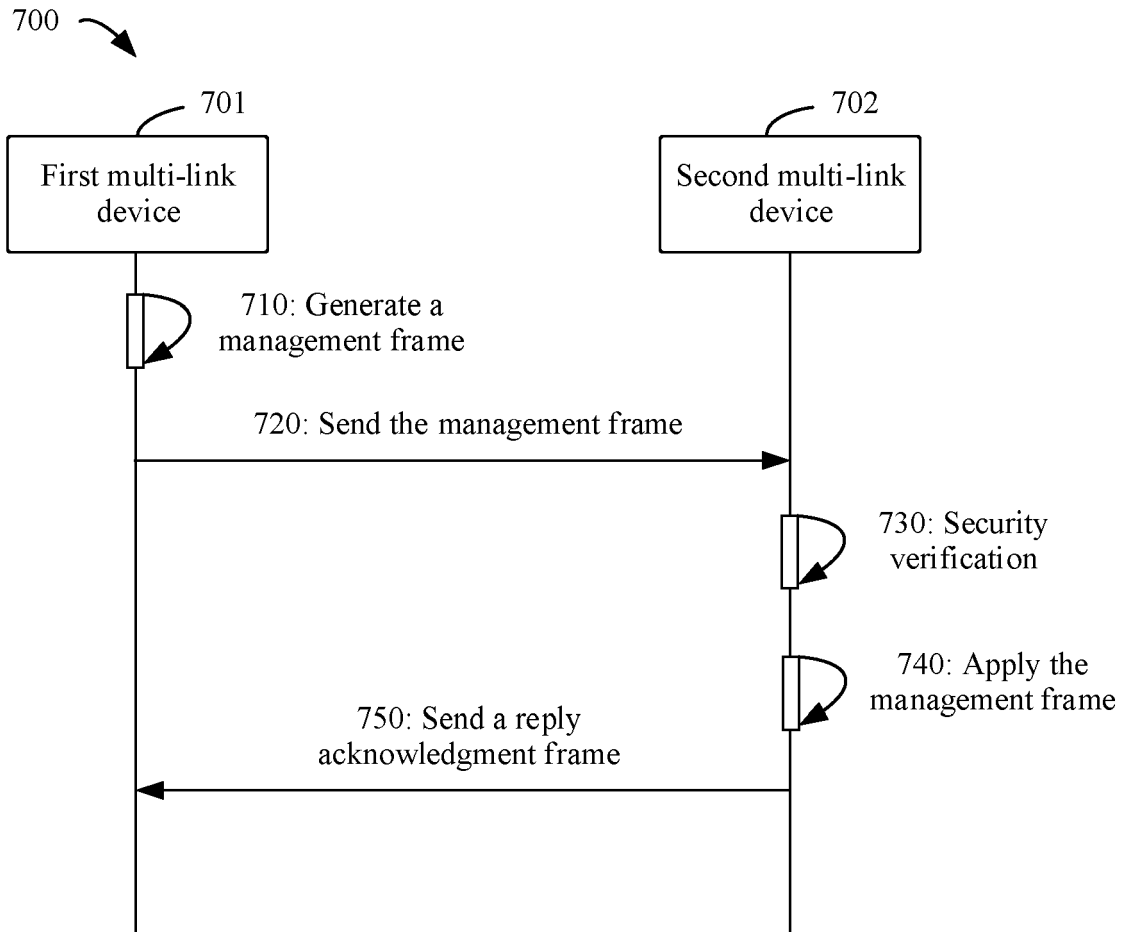 700
701
702
First multi-link
device
Second multi-link
device
710: Generate a
management frame
720: Send the management frame
730: Security
verification
740: Apply the
management frame
750: Send a reply
acknowledgment frame